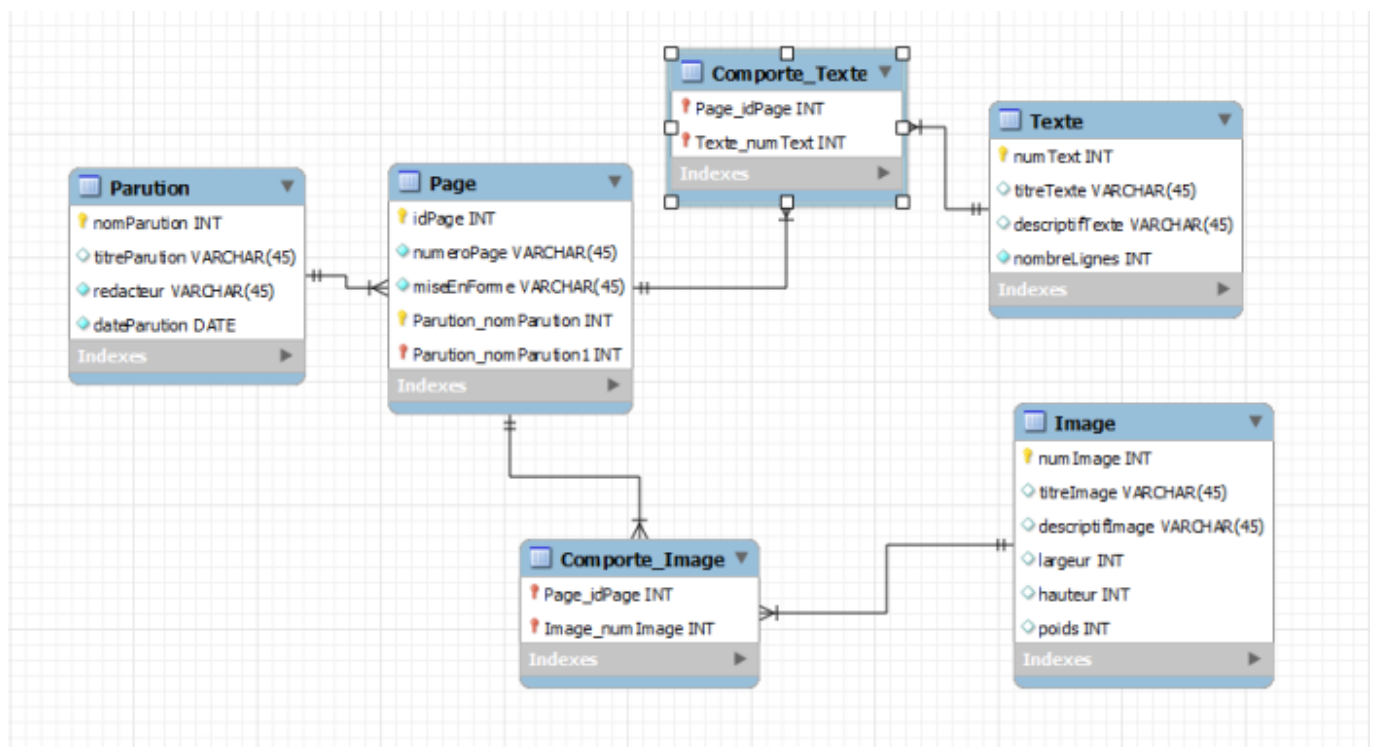 Parution
nomParution INT
titreParution VARCHAR(45)
redacteur VARCHAR(45)
dateParution DATE
Indexes
Page
idPage INT
numeroPage VARCHAR(45)
miseEnForme VARCHAR(45)
Parution_nomParution INT
Parution_nomParution1 INT
Indexes
Comporte_Texte
Page_idPage INT
Texte_numText INT
Indexes
Texte
numText INT
titreTexte VARCHAR(45)
descriptifTexte VARCHAR(45)
nombreLignes INT
Indexes
Comporte_Image
Page_idPage INT
Image_numImage INT
Indexes
Image
numImage INT
titreImage VARCHAR(45)
descriptifImage VARCHAR(45)
largeur INT
hauteur INT
poids INT
Indexes